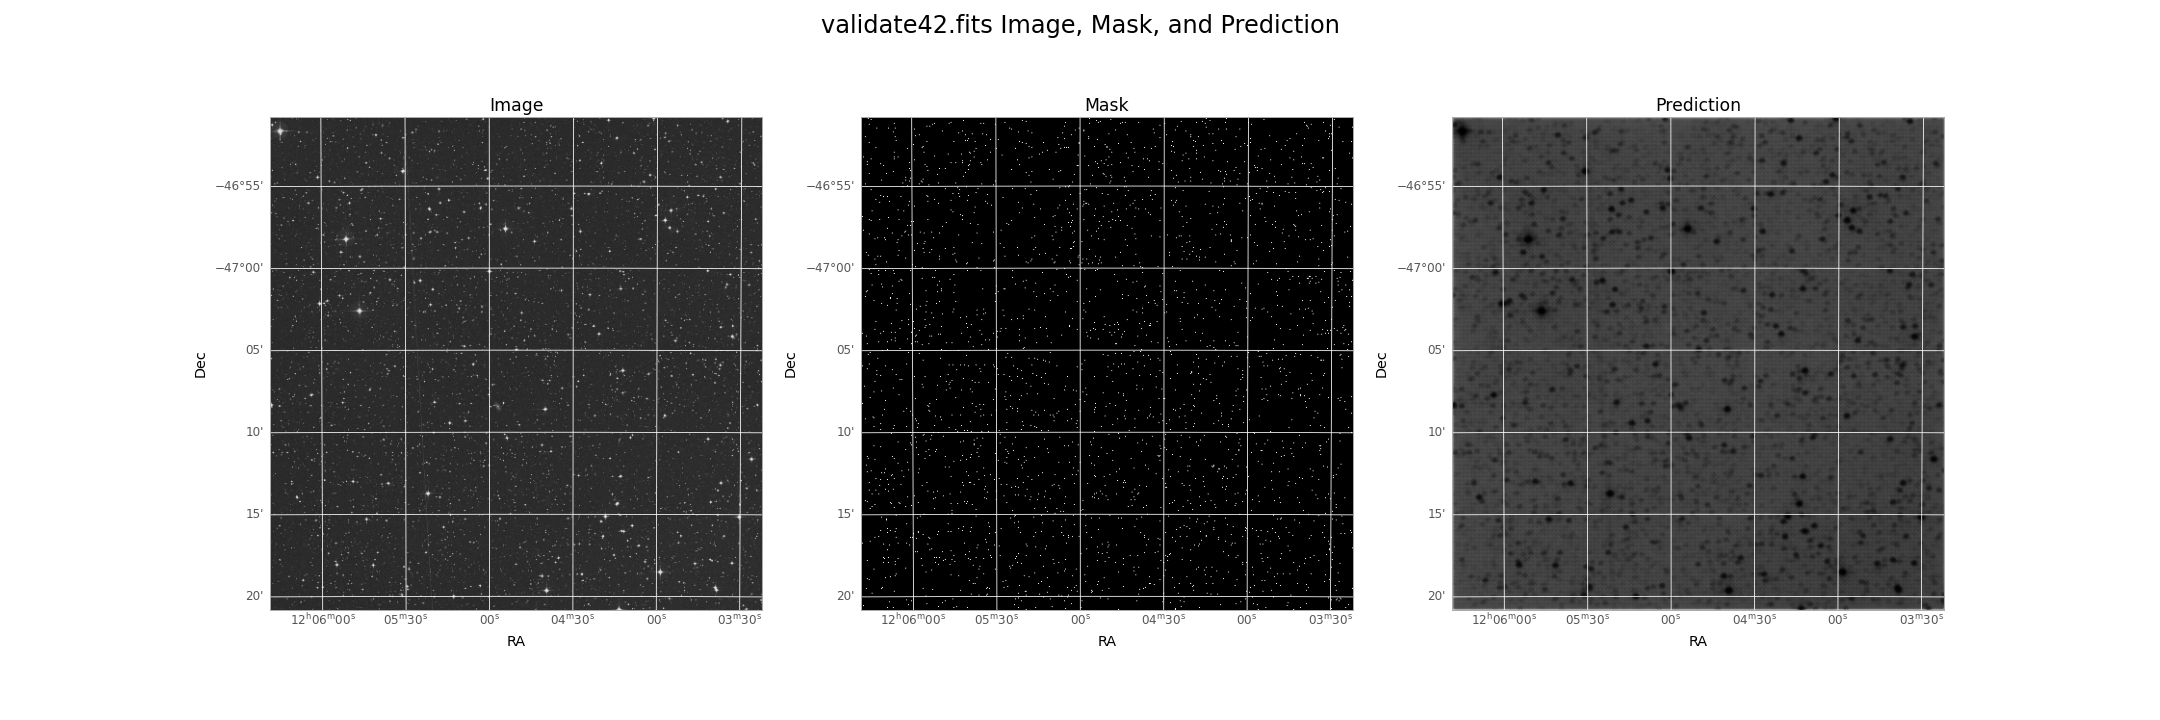 validate42.fits Image, Mask, and Prediction
Image
Mask
Prediction
−46°55'
−47°00'
05'
10'
15'
20'
Dec
12ʰ06ᵐ00ˢ 05ᵐ30ˢ 00ˢ 04ᵐ30ˢ 00ˢ 03ᵐ30ˢ
RA
−46°55'
−47°00'
05'
10'
15'
20'
Dec
12ʰ06ᵐ00ˢ 05ᵐ30ˢ 00ˢ 04ᵐ30ˢ 00ˢ 03ᵐ30ˢ
RA
−46°55'
−47°00'
05'
10'
15'
20'
Dec
12ʰ06ᵐ00ˢ 05ᵐ30ˢ 00ˢ 04ᵐ30ˢ 00ˢ 03ᵐ30ˢ
RA